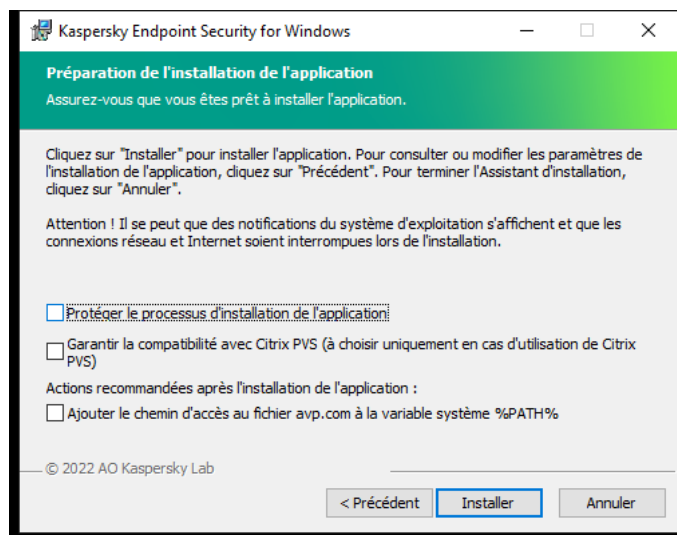 Kaspersky Endpoint Security for Windows
Préparation de l'installation de l'application
Assurez-vous que vous êtes prêt à installer l'application.
Cliquez sur "Installer" pour installer l'application. Pour consulter ou modifier les paramètres de
l'installation de l'application, cliquez sur "Précédent". Pour terminer l'Assistant d'installation,
cliquez sur "Annuler".
Attention ! Il se peut que des notifications du système d'exploitation s'affichent et que les
connexions réseau et Internet soient interrompues lors de l'installation.
Protéger le processus d'installation de l'application
Garantir la compatibilité avec Citrix PVS (à choisir uniquement en cas d'utilisation de Citrix
PVS)
Actions recommandées après l'installation de l'application :
Ajouter le chemin d'accès au fichier avp.com à la variable système %PATH%
© 2022 AO Kaspersky Lab
< Précédent Installer Annuler